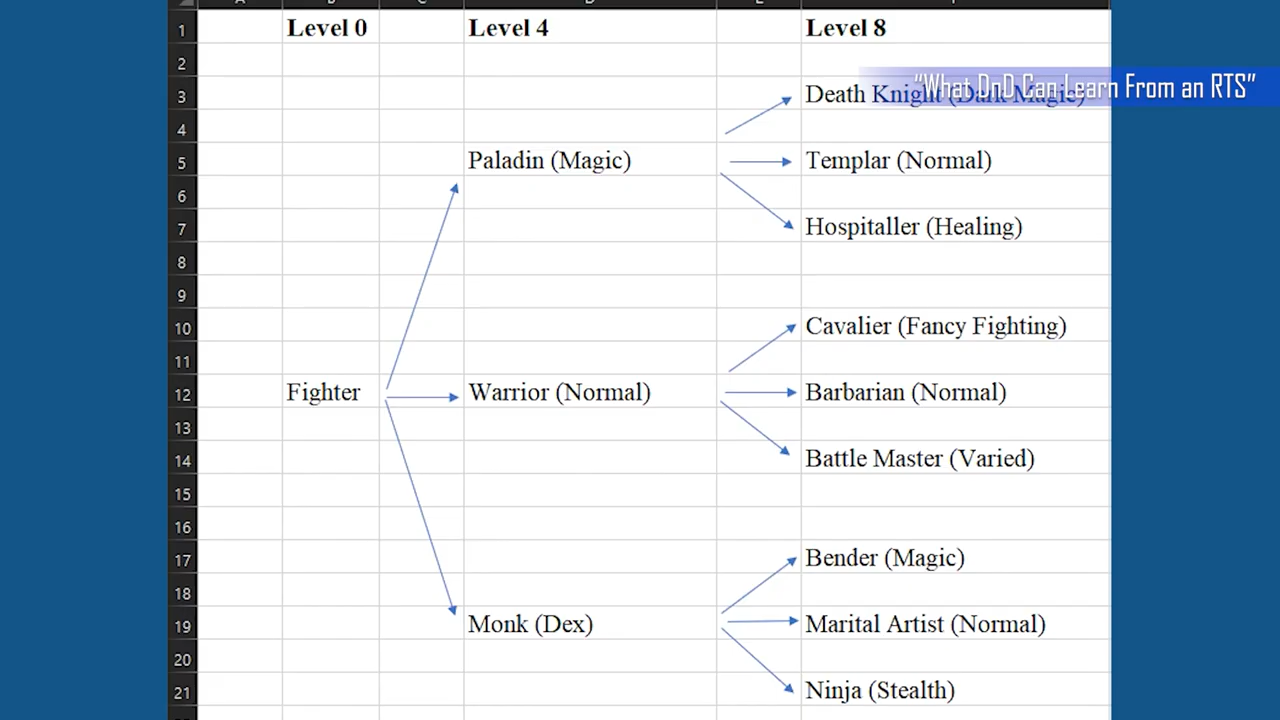 Level 0 Level 4 Level 8
1
2
"What DnD Can Learn From an RTS"
3 Death Knight (Dark Magic)
4
5 Paladin (Magic) Templar (Normal)
6
7 Hospitaller (Healing)
8
9
10 Cavalier (Fancy Fighting)
11
12 Fighter Warrior (Normal) Barbarian (Normal)
13
14 Battle Master (Varied)
15
16
17 Bender (Magic)
18
19 Monk (Dex) Marital Artist (Normal)
20
21 Ninja (Stealth)